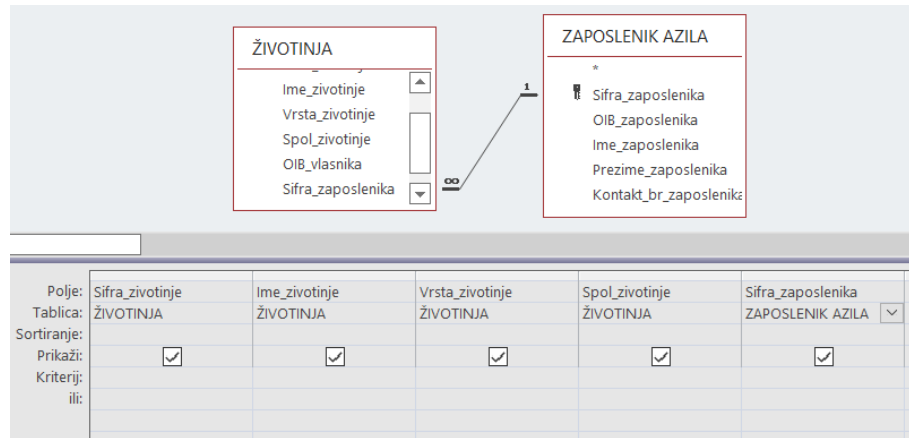 ŽIVOTINJA
Ime_zivotinje
Vrsta_zivotinje
Spol_zivotinje
OIB_vlasnika
Sifra_zaposlenika
∞
1
ZAPOSLENIK AZILA
*
Sifra_zaposlenika
OIB_zaposlenika
Ime_zaposlenika
Prezime_zaposlenika
Kontakt_br_zaposlenika
Polje: Sifra_zivotinje Ime_zivotinje Vrsta_zivotinje Spol_zivotinje Sifra_zaposlenika
Tablica: ŽIVOTINJA ŽIVOTINJA ŽIVOTINJA ŽIVOTINJA ZAPOSLENIK AZILA
Sortiranje:
Prikaži:
Kriterij:
ili: